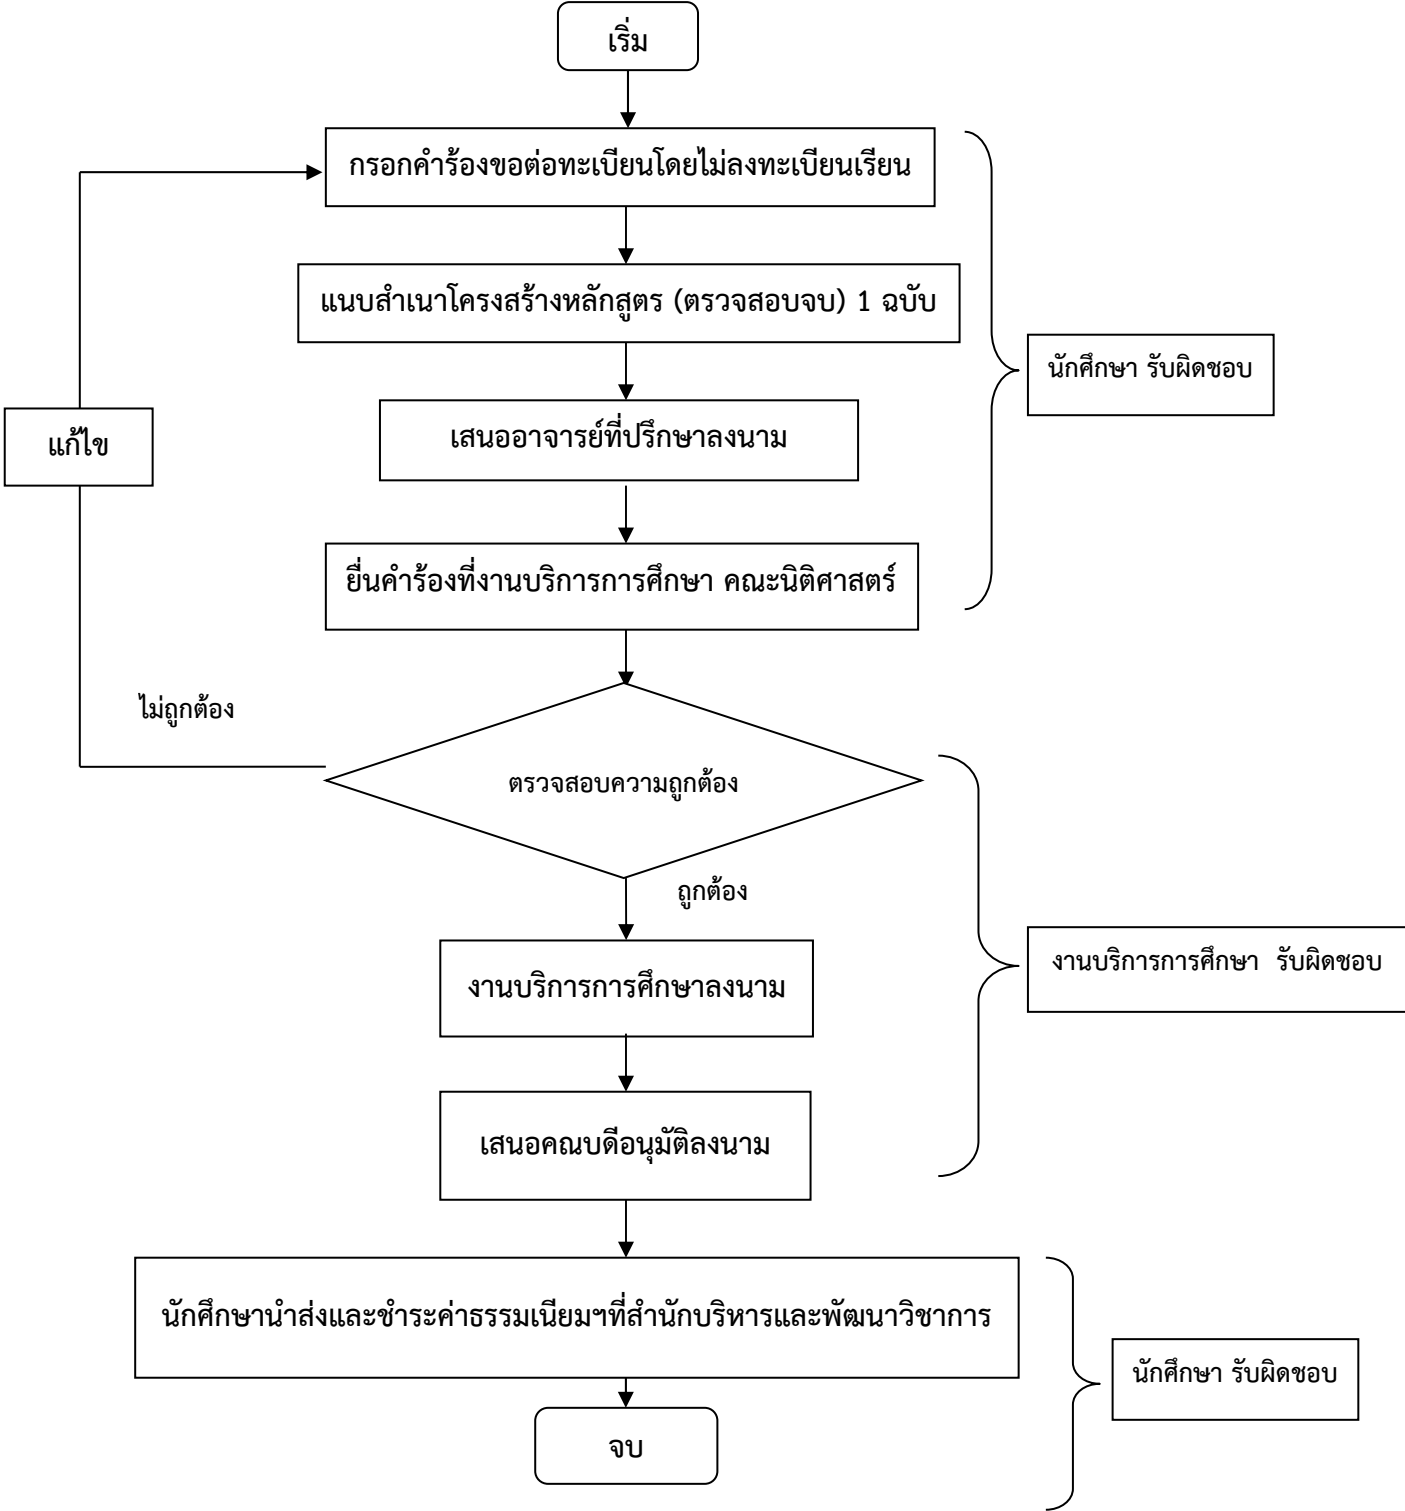 เริ่ม
กรอกคำร้องขอต่อทะเบียนโดยไม่ลงทะเบียนเรียน
แนบสำเนาโครงสร้างหลักสูตร (ตรวจสอบจบ) 1 ฉบับ
นักศึกษา รับผิดชอบ
เสนออาจารย์ที่ปรึกษาลงนาม
แก้ไข
ยื่นคำร้องที่งานบริการการศึกษา คณะนิติศาสตร์
ไม่ถูกต้อง
ตรวจสอบความถูกต้อง
ถูกต้อง
งานบริการการศึกษา รับผิดชอบ
งานบริการการศึกษาลงนาม
เสนอคณบดีอนุมัติลงนาม
นักศึกษานำส่งและชำระค่าธรรมเนียมฯที่สำนักบริหารและพัฒนาวิชาการ
นักศึกษา รับผิดชอบ
จบ